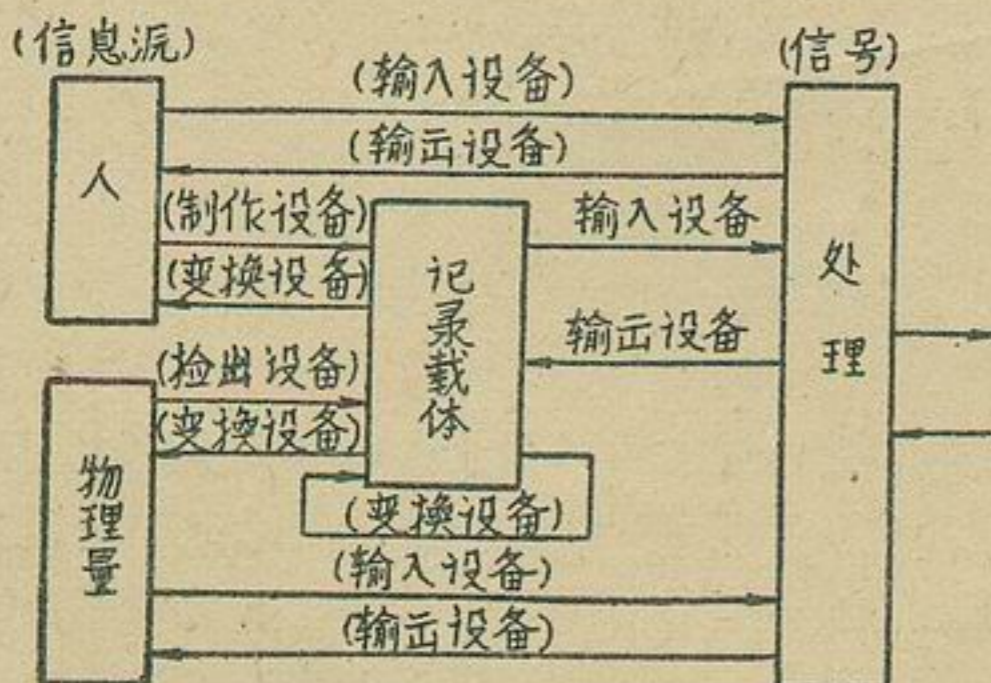 (信息派)
(信号)
(输入设备)
(输出设备)
人
(制作设备)
(变换设备)
记录载体
输入设备
输出设备
处理
(捡出设备)
(变换设备)
物理量
(变换设备)
(输入设备)
(输出设备)